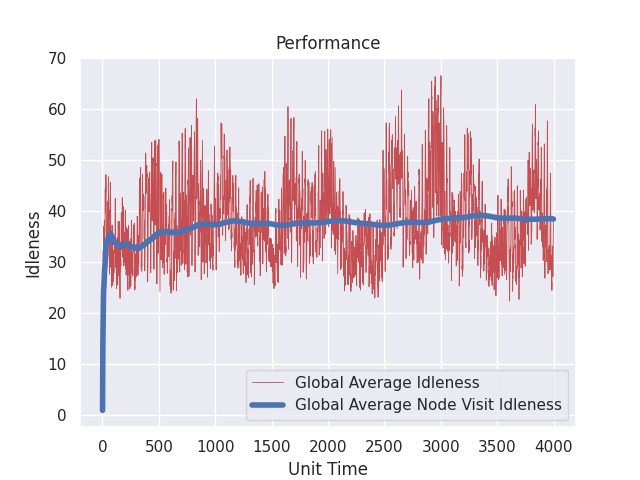 Performance
70
60
50
40
30
20
10
0
Idleness
0 500 1000 1500 2000 2500 3000 3500 4000
Unit Time
Global Average Idleness
Global Average Node Visit Idleness